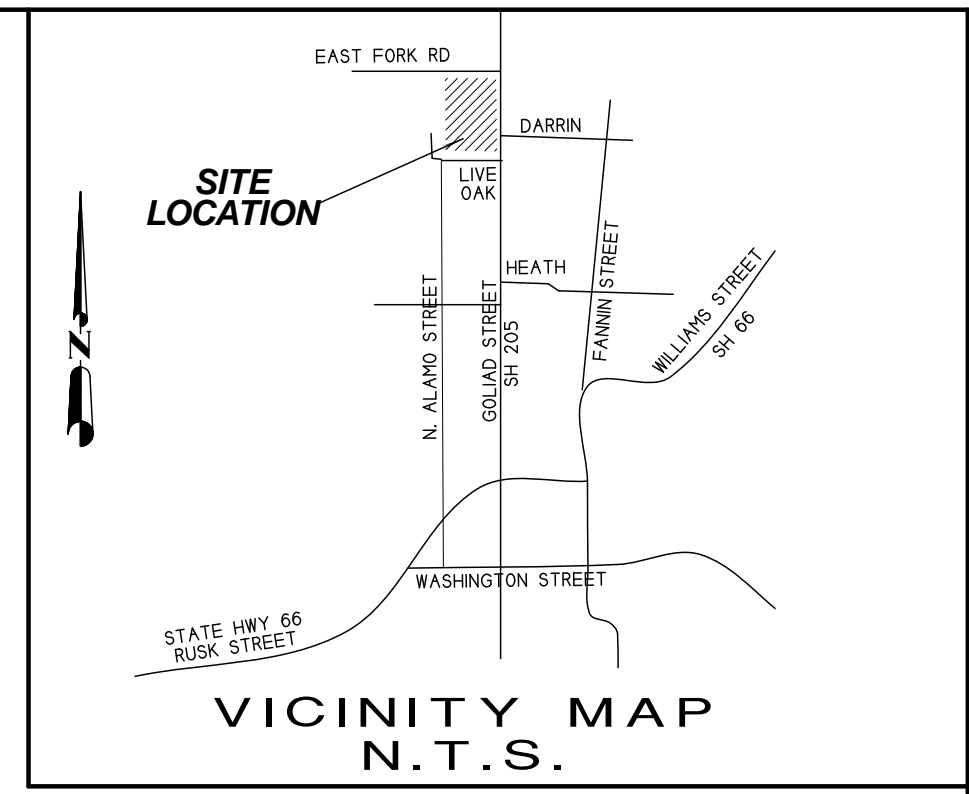 EAST FORK RD
DARRIN
SITE
LOCATION
LIVE
OAK
HEATH
N. ALAMO STREET
GOLIAD STREET
SH 205
FANNIN STREET
WILLIAMS STREET
SH 66
N
WASHINGTON STREET
STATE HWY 66
RUSK STREET
VICINITY MAP
N.T.S.